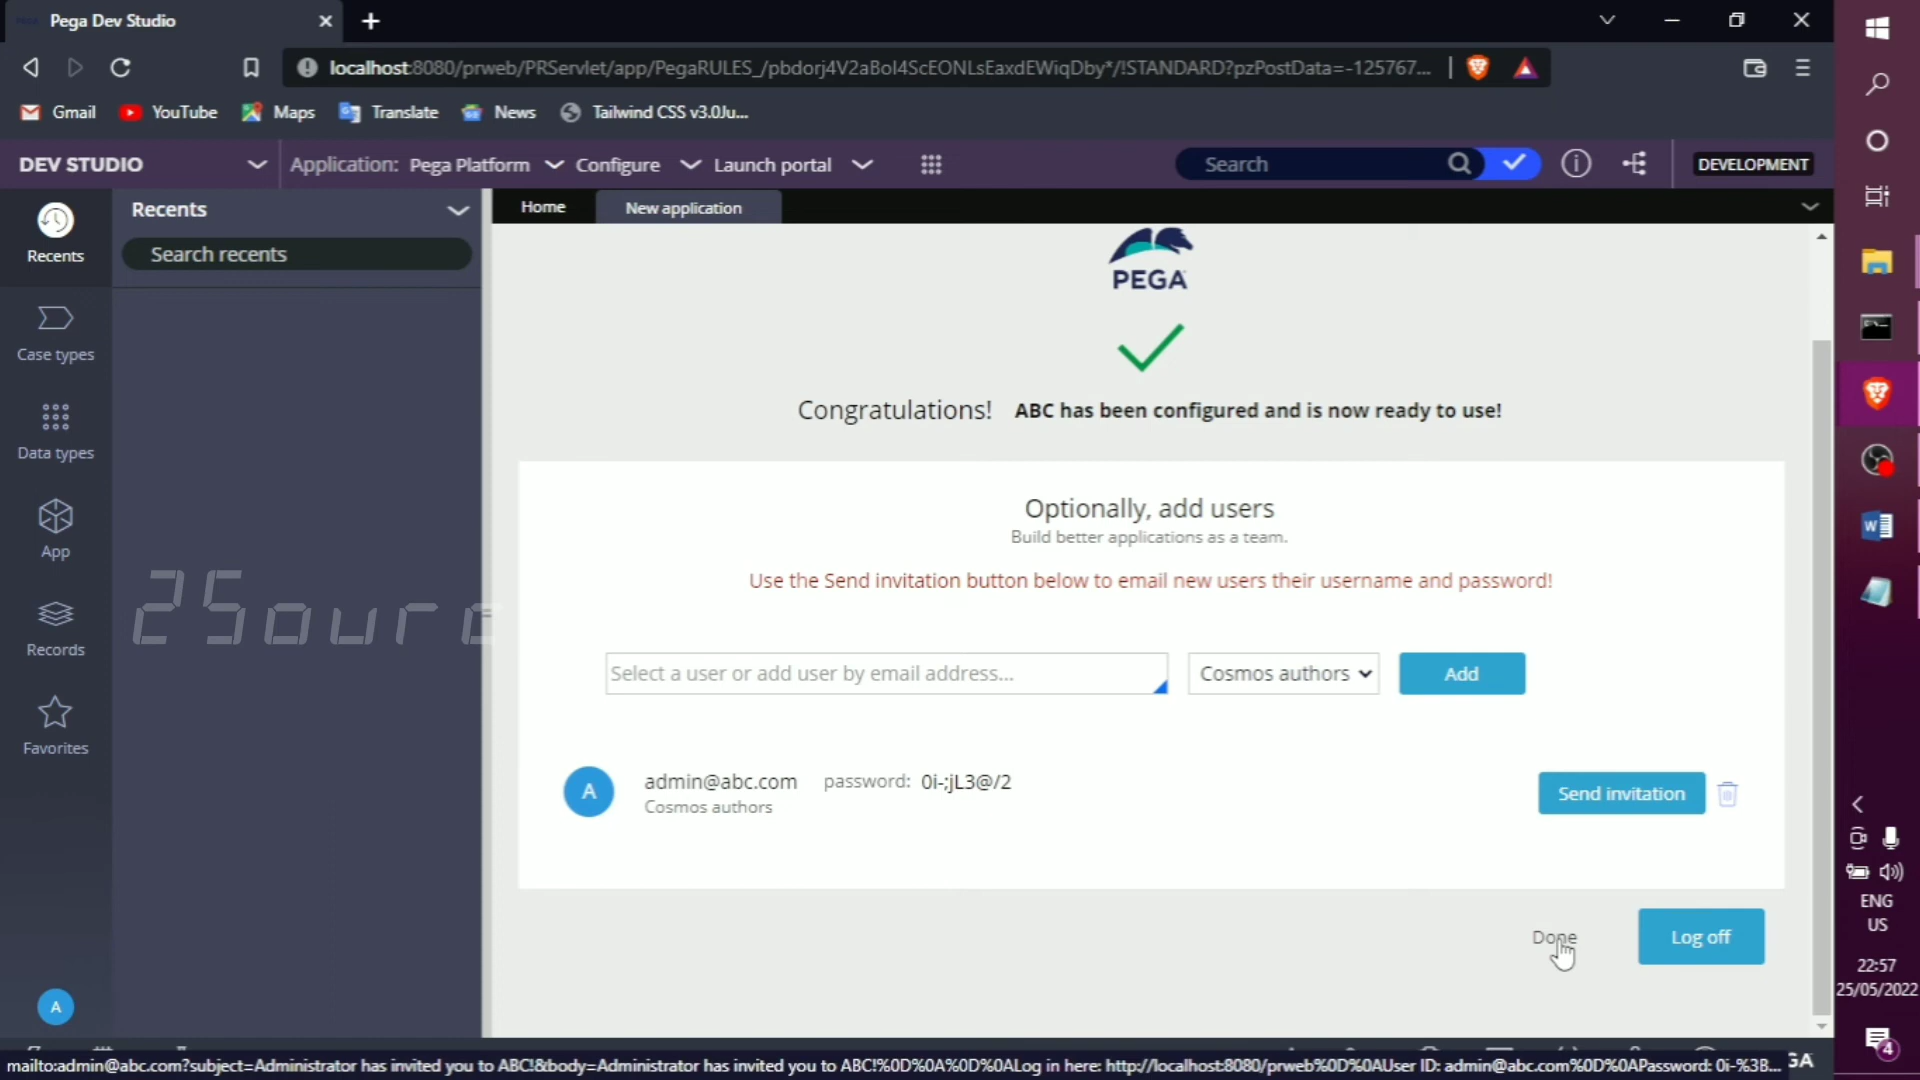 Pega Dev Studio
localhost:8080/prweb/PRServlet/app/PegaRULES_/pbdorj4V2aBol4ScEONLsEaxdEWiqDby*/!STANDARD?pzPostData=-125767...
Gmail YouTube Maps Translate News Tailwind CSS v3.0Ju...
DEV STUDIO Application: Pega Platform Configure Launch portal Search DEVELOPMENT
Recents
Recents
Search recents
Home New application
Case types
Data types
App
Records
Favorites
A
25ourc
PEGA
Congratulations! ABC has been configured and is now ready to use!
Optionally, add users
Build better applications as a team.
Use the Send invitation button below to email new users their username and password!
Select a user or add user by email address... Cosmos authors Add
A admin@abc.com password: 0i-;jL3@/2 Send invitation
Cosmos authors
Done Log off
mailto:admin@abc.com?subject=Administrator has invited you to ABC!&body=Administrator has invited you to ABC!%0D%0A%0D%0ALog in here: http://localhost:8080/prweb%0D%0AUser ID: admin@abc.com%0D%0APassword: 0i-%3B...
GA
ENG
US
22:57
25/05/2022
4